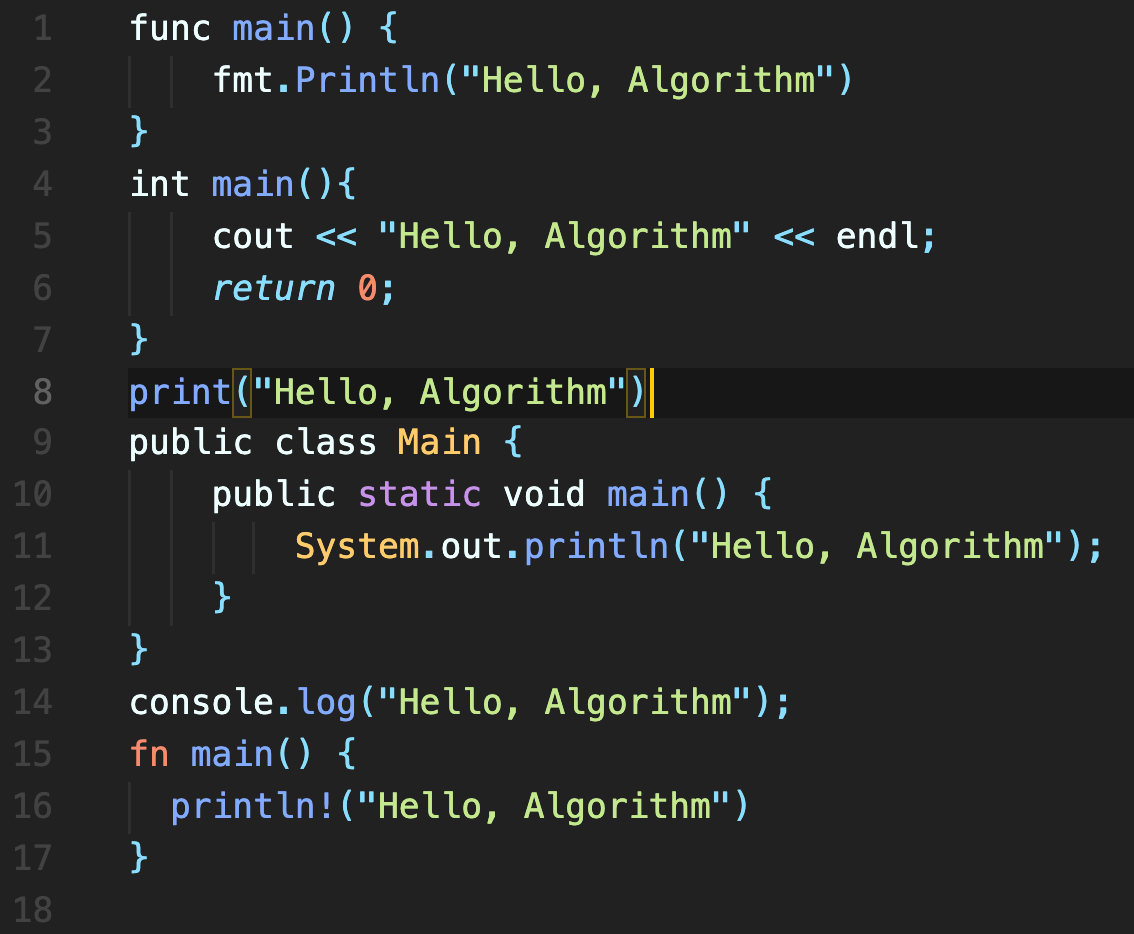 1 func main() {
2     fmt.Println("Hello, Algorithm")
3 }
4 int main(){
5     cout << "Hello, Algorithm" << endl;
6     return 0;
7 }
8 print("Hello, Algorithm")
9 public class Main {
10     public static void main() {
11         System.out.println("Hello, Algorithm");
12     }
13 }
14 console.log("Hello, Algorithm");
15 fn main() {
16   println!("Hello, Algorithm")
17 }
18